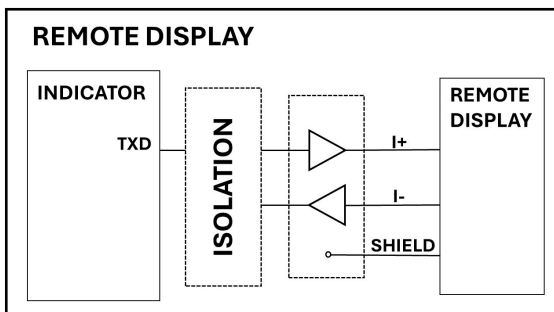 REMOTE DISPLAY
INDICATOR
TXD
ISOLATION
I+
I-
SHIELD
REMOTE
DISPLAY